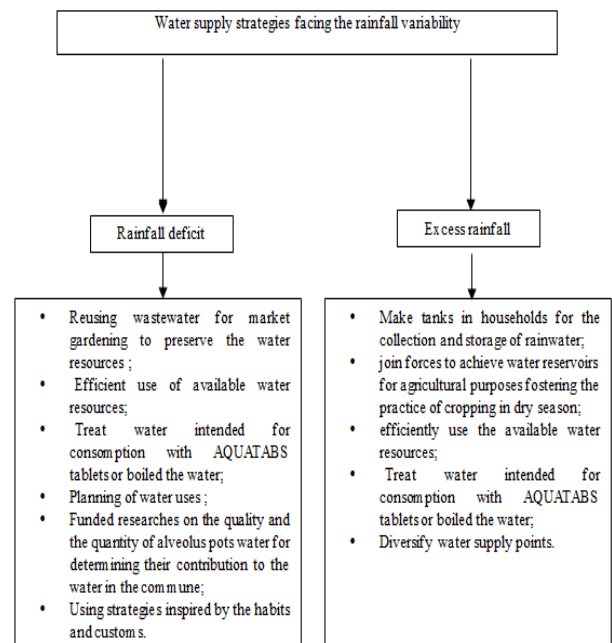 Water supply strategies facing the rainfall variability
Rainfall deficit
Excess rainfall
• Reusing wastewater for market
gardening to preserve the water
resources ;
• Efficient use of available water
resources;
• Treat water intended for
consomption with AQUATABS
tablets or boiled the water;
• Planning of water uses ;
• Funded researches on the quality and
the quantity of alveolus pots water for
determining their contribution to the
water in the commune;
• Using strategies inspired by the habits
and customs.
• Make tanks in households for the
collection and storage of rainwater;
• join forces to achieve water reservoirs
for agricultural purposes fostering the
practice of cropping in dry season;
• efficiently use the available water
resources;
• Treat water intended for
consomption with AQUATABS
tablets or boiled the water;
• Diversify water supply points.